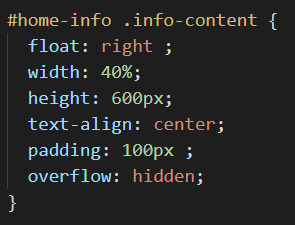 #home-info .info-content {
  float: right ;
  width: 40%;
  height: 600px;
  text-align: center;
  padding: 100px ;
  overflow: hidden;
}